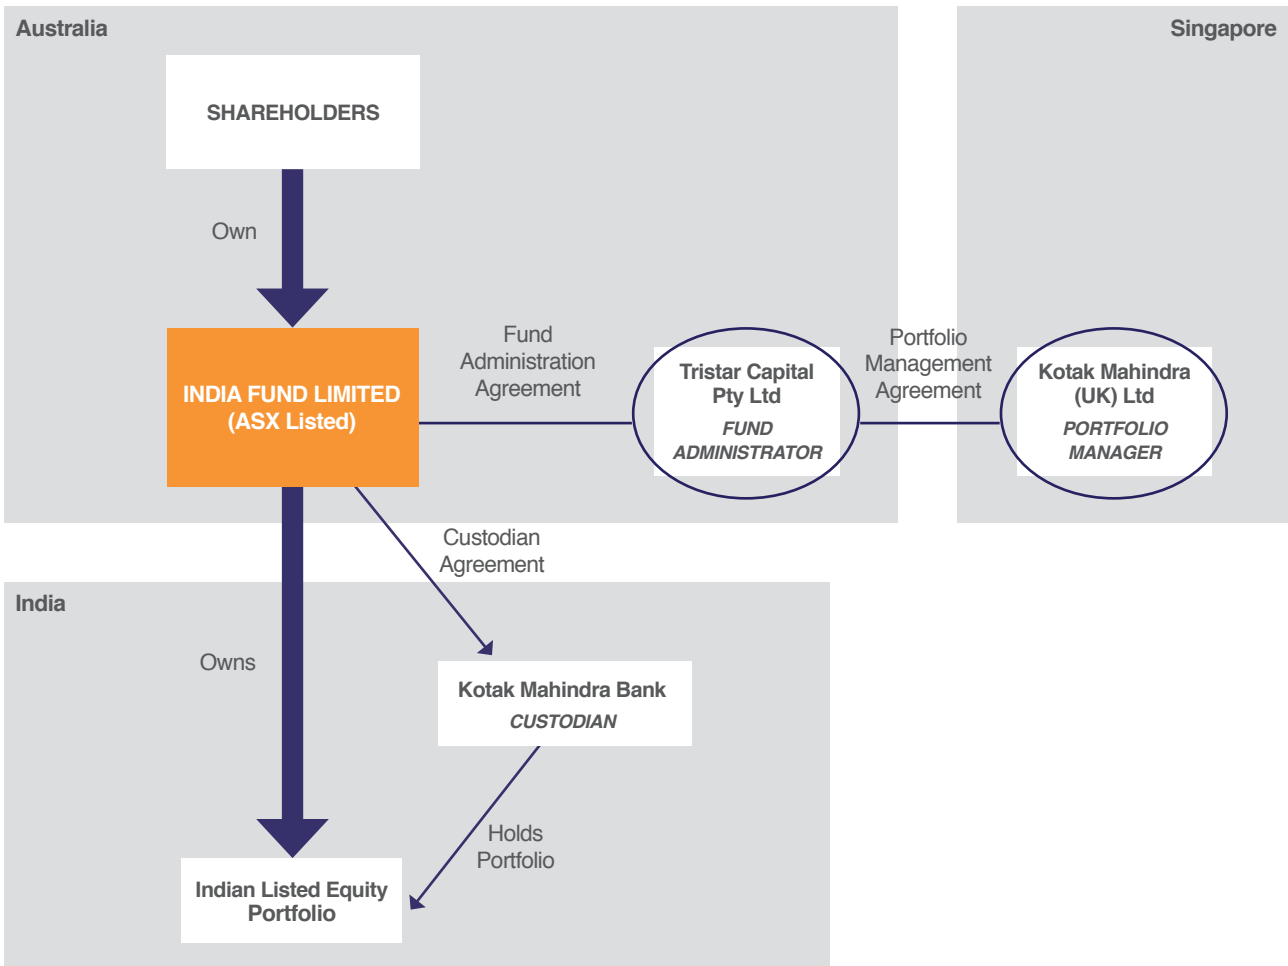 Australia
Singapore
SHAREHOLDERS
Own
INDIA FUND LIMITED
(ASX Listed)
Fund
Administration
Agreement
Tristar Capital
Pty Ltd
FUND
ADMINISTRATOR
Portfolio
Management
Agreement
Kotak Mahindra
(UK) Ltd
PORTFOLIO
MANAGER
Custodian
Agreement
India
Owns
Kotak Mahindra Bank
CUSTODIAN
Holds
Portfolio
Indian Listed Equity
Portfolio